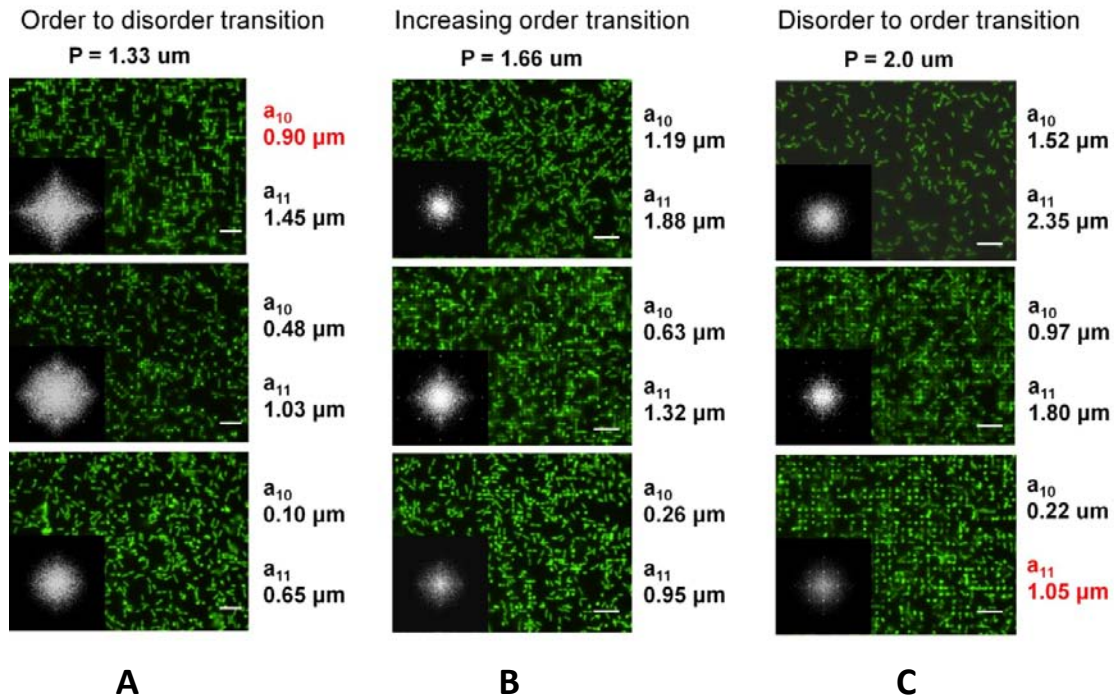 Order to disorder transition
P = 1.33 um
a10
0.90 µm
a11
1.45 µm
a10
0.48 µm
a11
1.03 µm
a10
0.10 µm
a11
0.65 µm
A
Increasing order transition
P = 1.66 um
a10
1.19 µm
a11
1.88 µm
a10
0.63 µm
a11
1.32 µm
a10
0.26 µm
a11
0.95 µm
B
Disorder to order transition
P = 2.0 um
a10
1.52 µm
a11
2.35 µm
a10
0.97 µm
a11
1.80 µm
a10
0.22 um
a11
1.05 µm
C